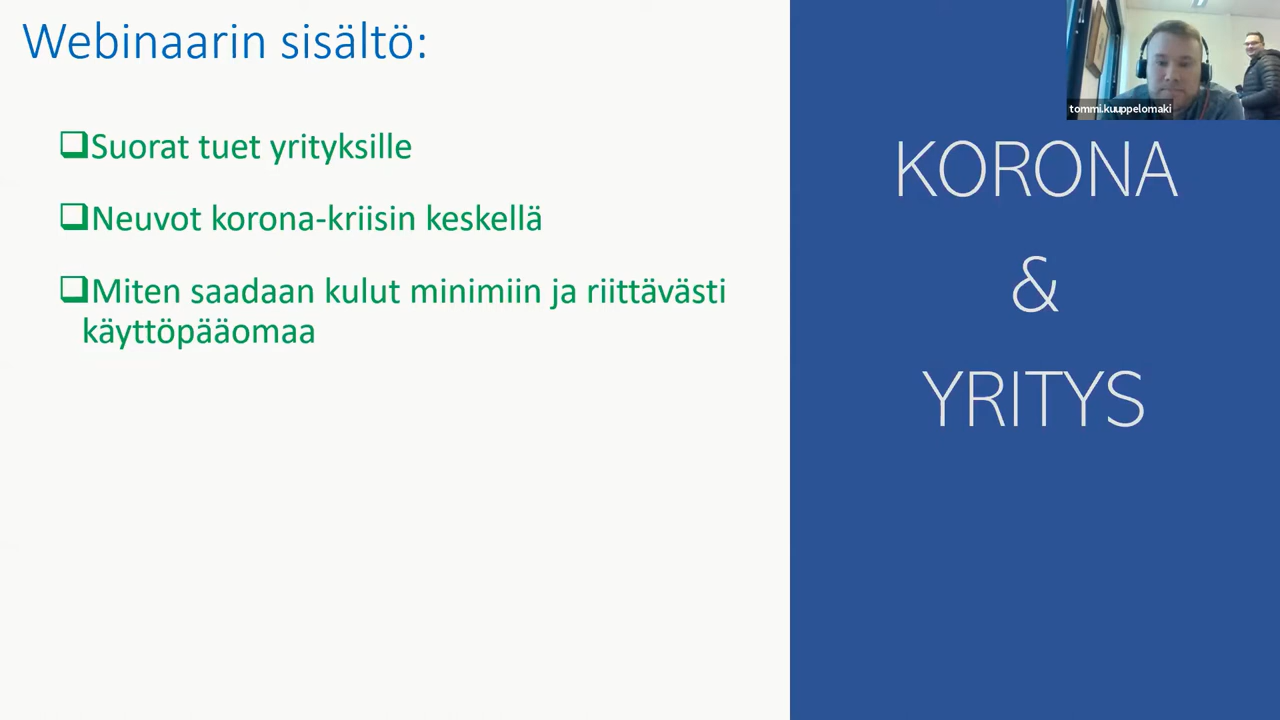 Webinaarin sisältö:
Suorat tuet yrityksille
Neuvot korona-kriisin keskellä
Miten saadaan kulut minimiin ja riittävästi
käyttöpääomaa
KORONA
&
YRITYS
tommi.kuuppelomaki